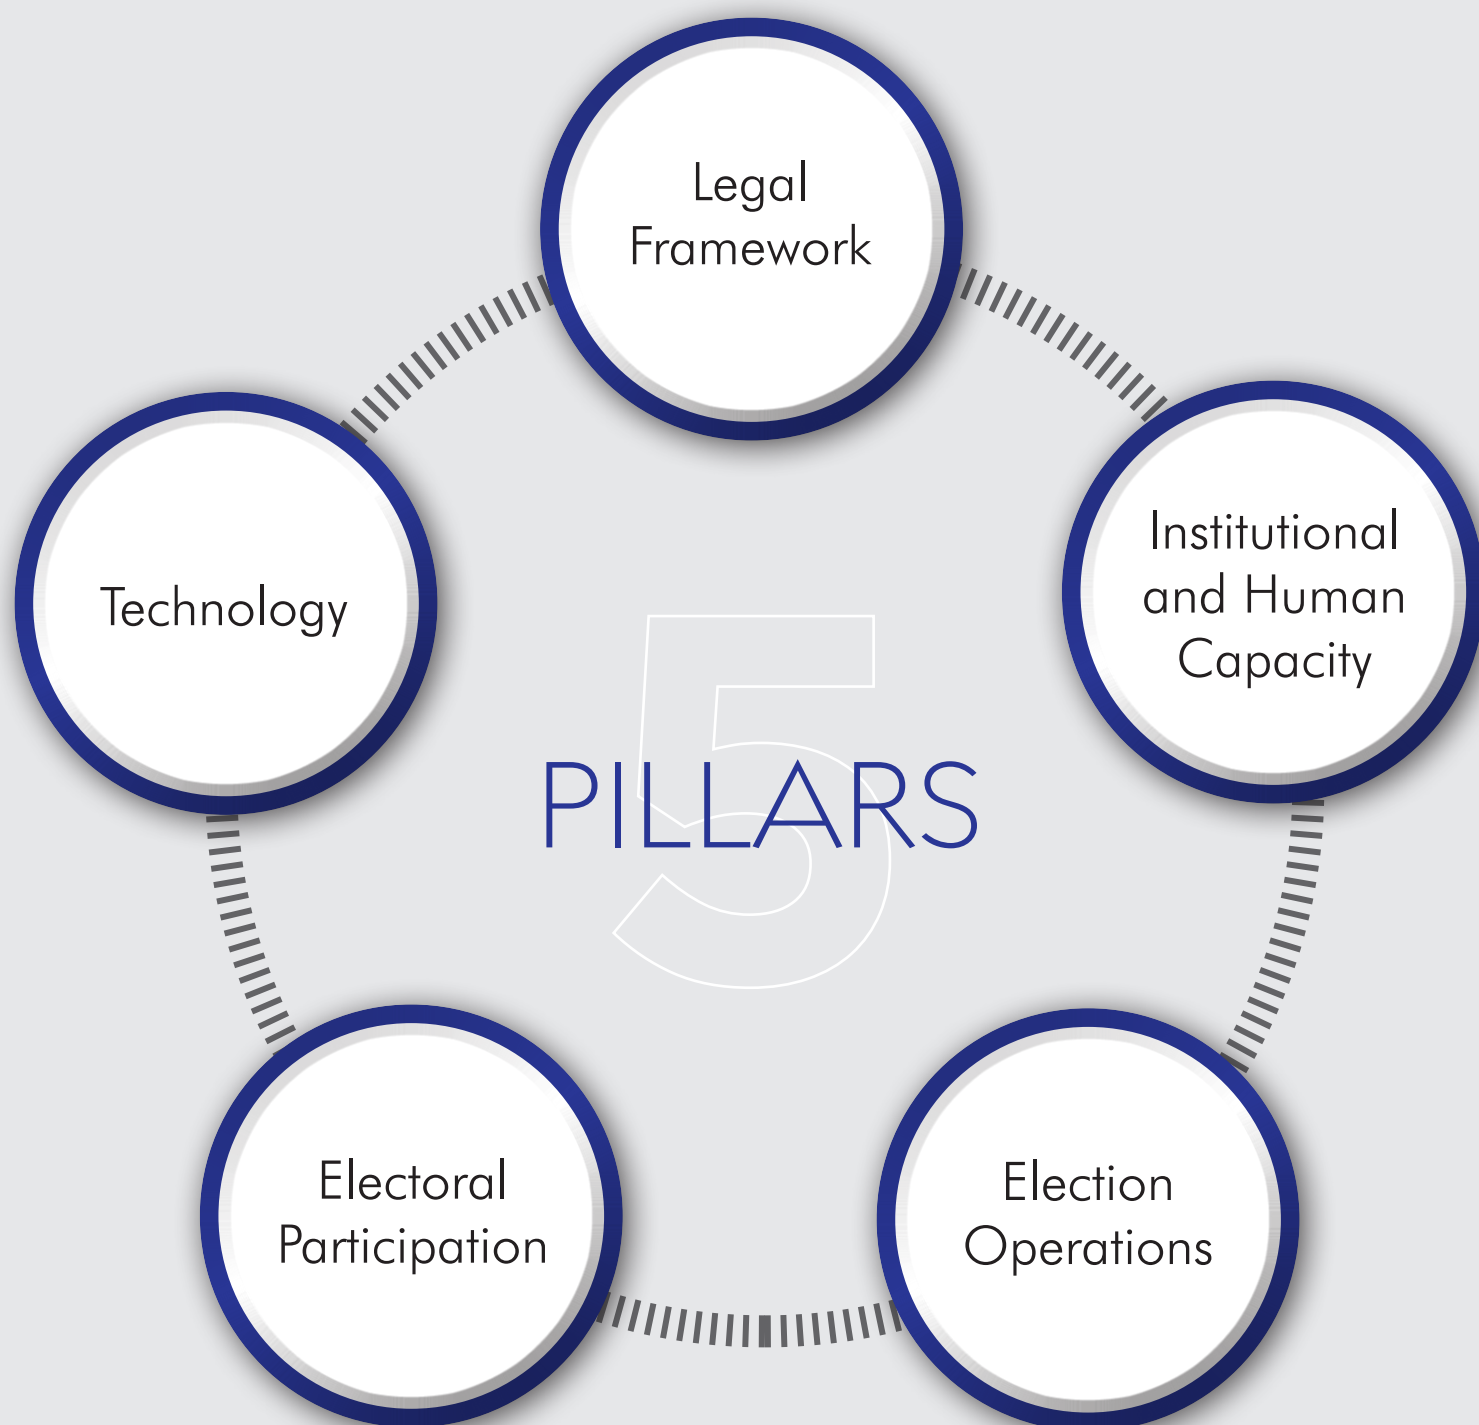 Legal
Framework
Institutional
and Human
Capacity
Technology
5
PILLARS
Electoral
Participation
Election
Operations